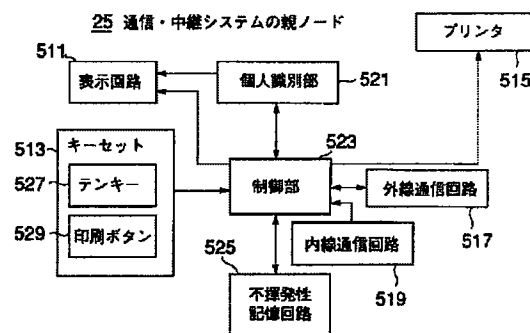 25 通信・中継システムの親ノード
プリンタ
515
511
表示回路
個人識別部
521
513
キーセット
527
テンキー
529
印刷ボタン
523
制御部
外線通信回路
517
内線通信回路
519
525
不揮発性
記憶回路